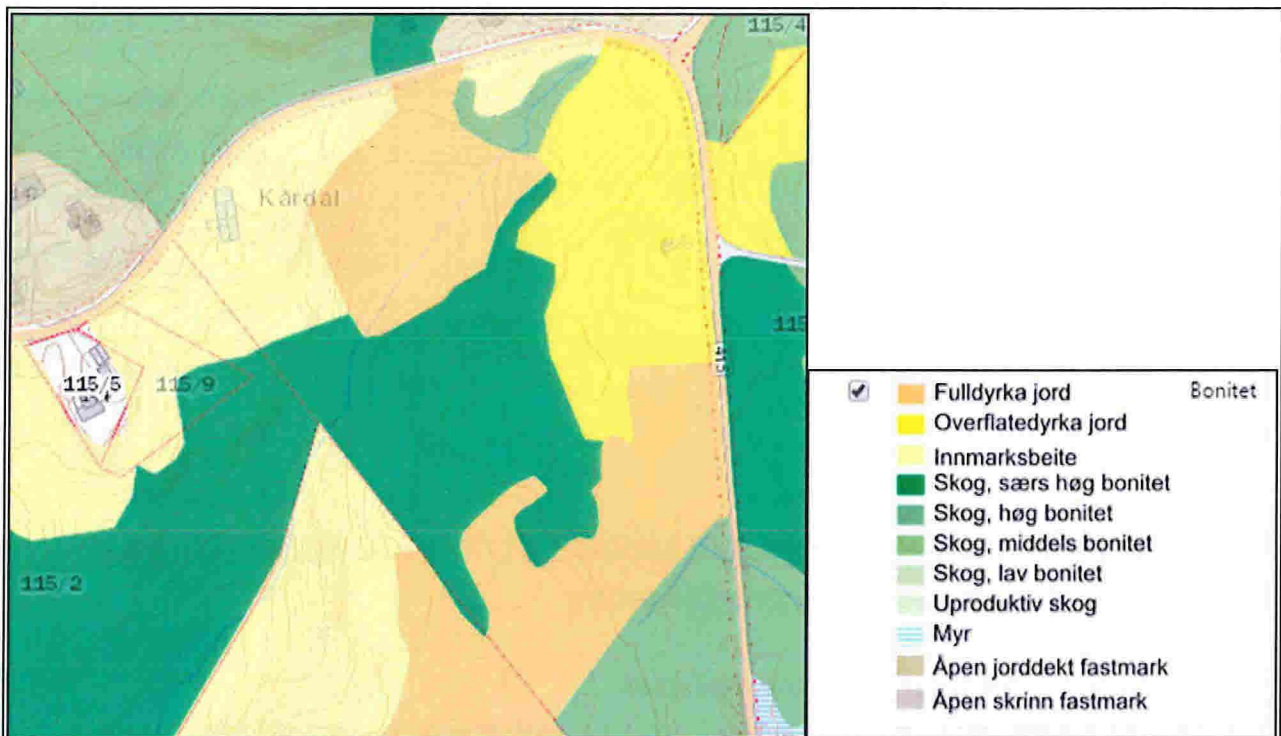 115/4
Kårdal
115
415
115/5
115/9
115/2
Fulldyrka jord
Bonitet
Overflatedyrka jord
Innmarksbeite
Skog, særs høg bonitet
Skog, høg bonitet
Skog, middels bonitet
Skog, lav bonitet
Uproduktiv skog
Myr
Åpen jorddekt fastmark
Åpen skrinn fastmark